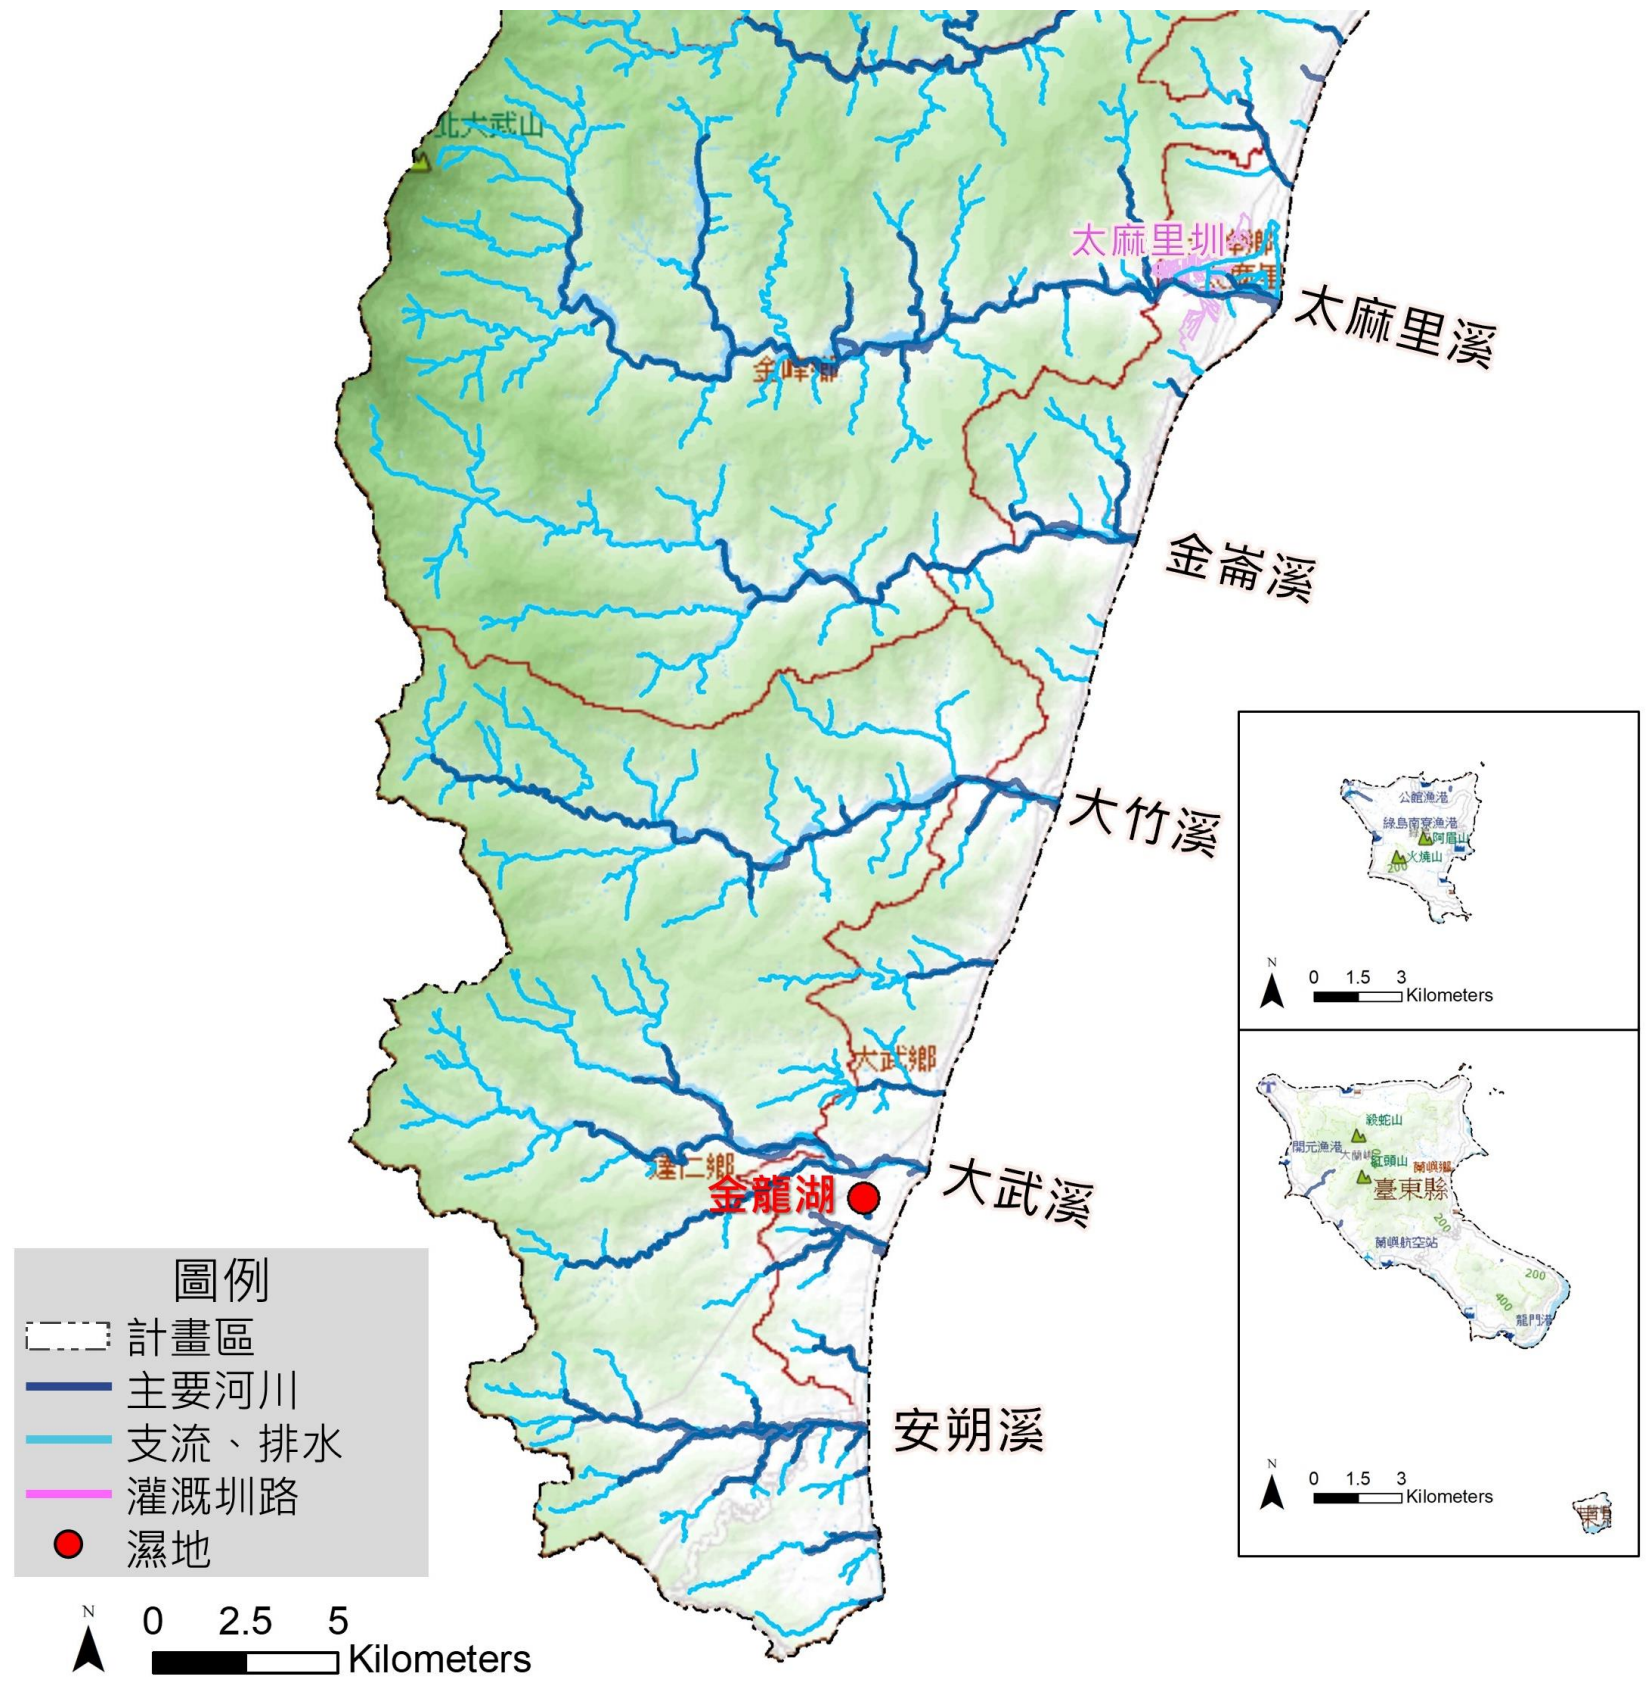 北大武山
太麻里圳
太麻里溪
金峰鄉
金崙溪
大竹溪
大武鄉
達仁鄉
金龍湖
大武溪
安朔溪
圖例
計畫區
主要河川
支流、排水
灌溉圳路
濕地
N
0 2.5 5
Kilometers
公館漁港
綠島南寮漁港
阿眉山
火燒山
200
N
0 1.5 3
Kilometers
殺蛇山
開元漁港
紅頭山
蘭嶼鄉
臺東縣
200
蘭嶼航空站
200
400
龍門港
N
0 1.5 3
Kilometers